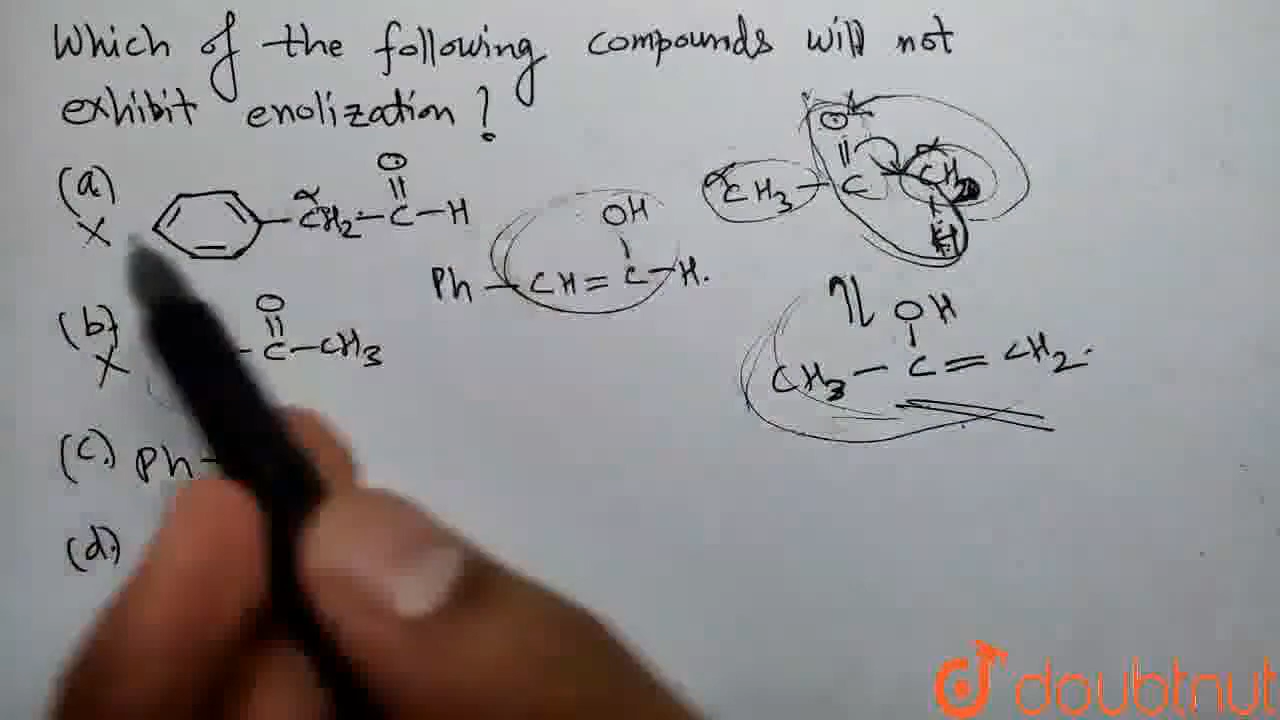 Which of the following compounds will not
exhibit enolization?
(a) CH2-C-H
O
α
X
(b) C-CH3
O
X
(c.) Ph-
(d.)
OH
Ph-CH=C-H.
O
α
CH3-C-CH2
α
H
OH
CH3-C=CH2.
doubtnut